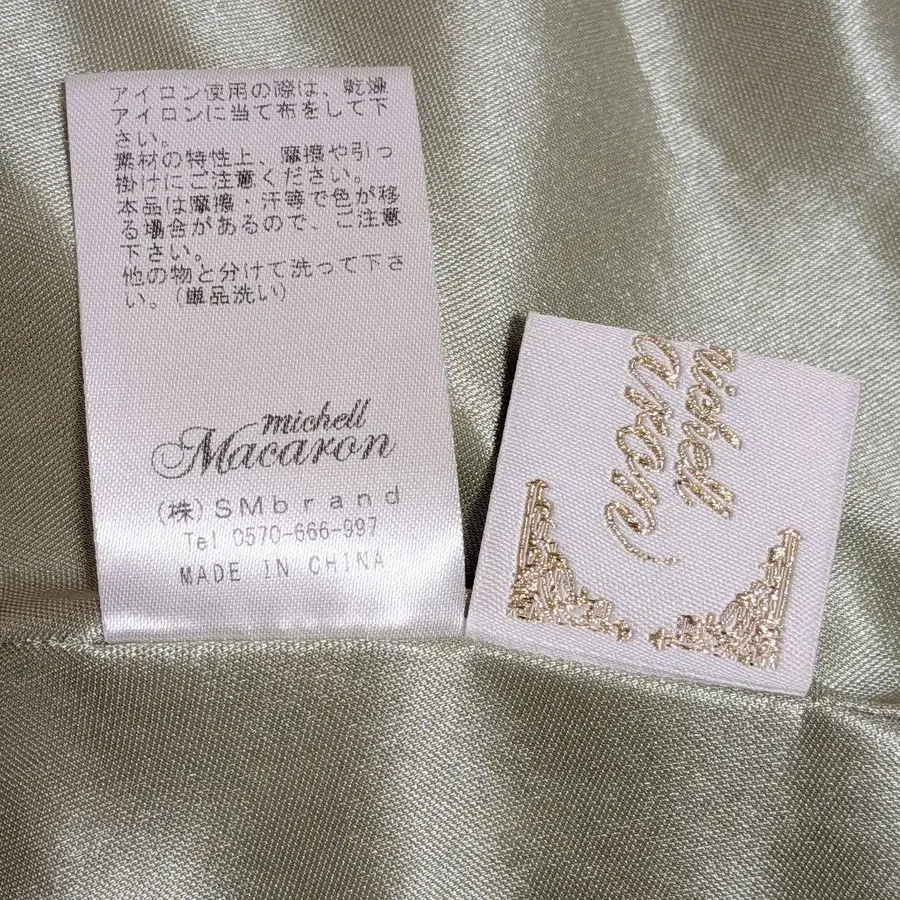 アイロン使用の際は、乾燥
アイロンに当て布をして下
さい。
素材の特性上、摩擦や引っ
掛けにご注意ください。
本品は摩擦・汗等で色が移
る場合があるので、ご注意
下さい。
他の物と分けて洗って下さ
い。(単品洗い)
michell
Macaron
(株)SMbrand
Tel 0570-666-997
MADE IN CHINA
michell
aron